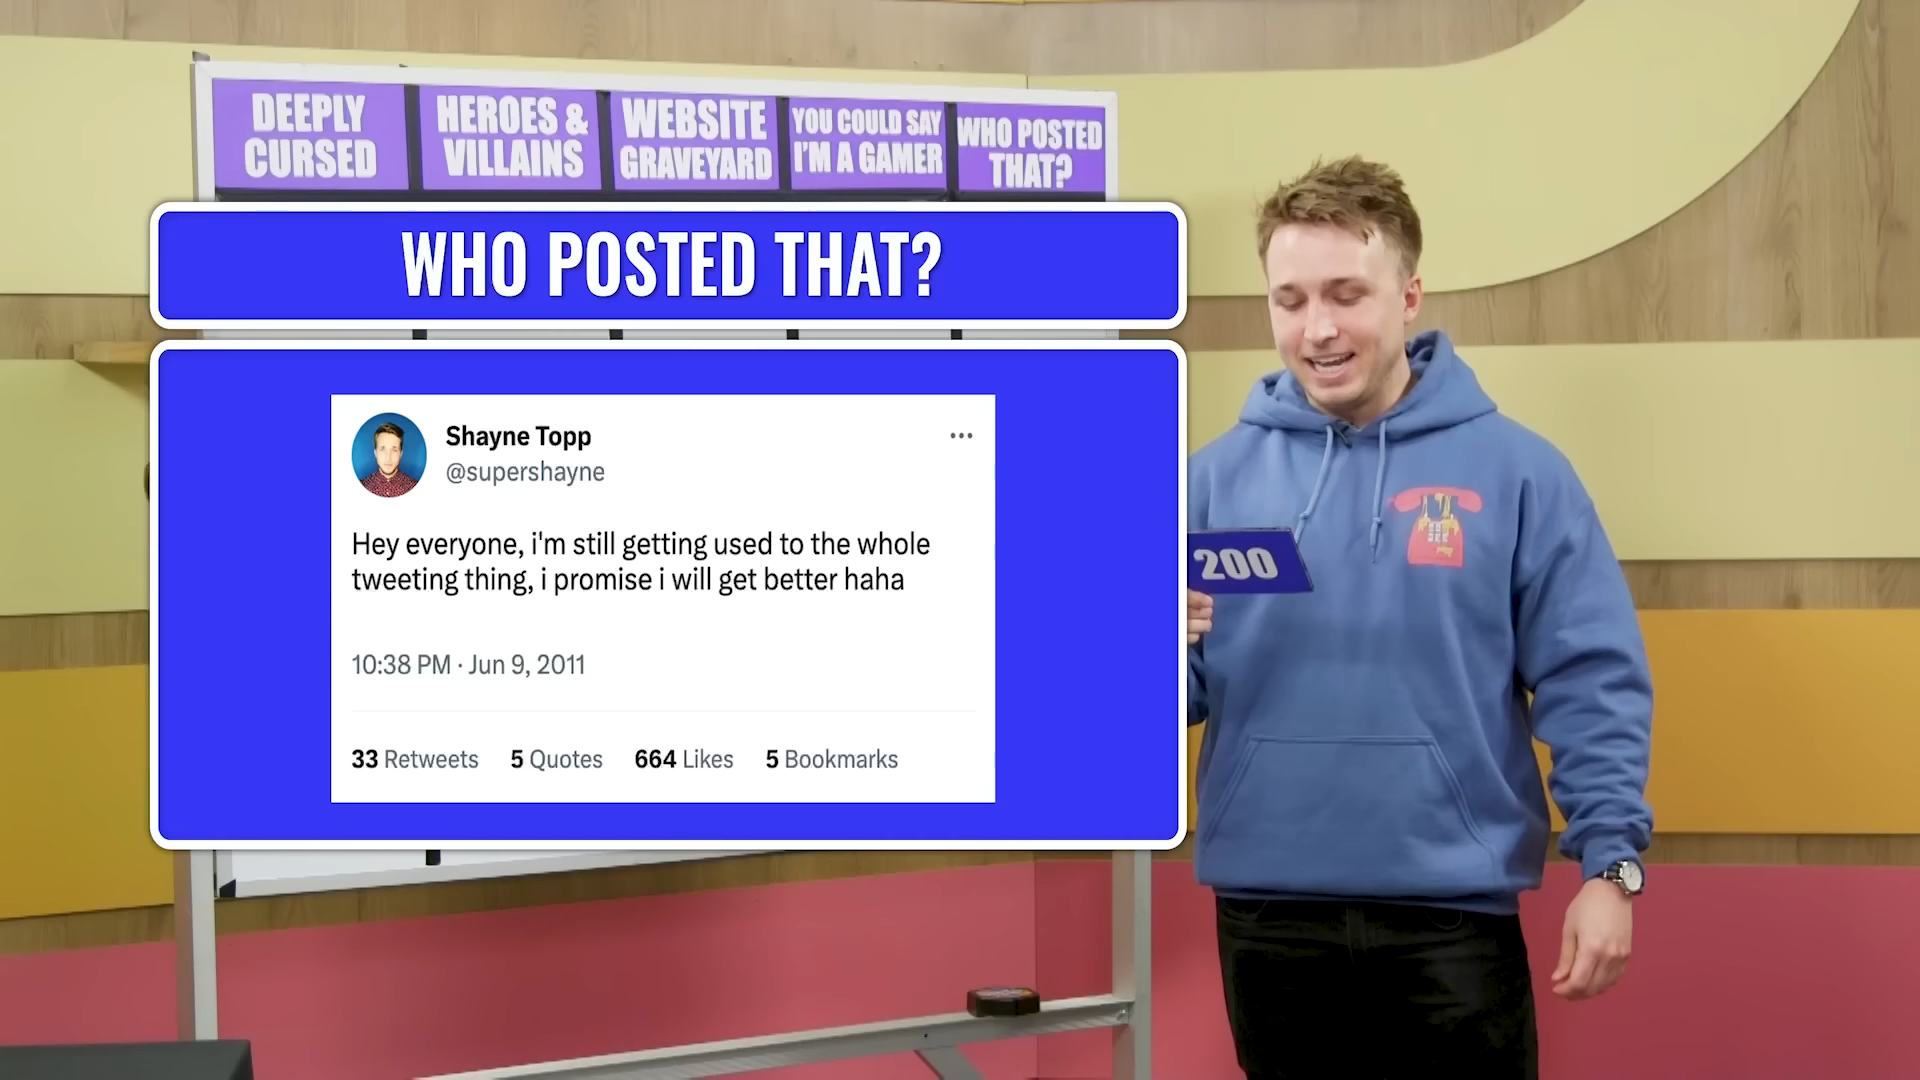 DEEPLY
CURSED
HEROES &
VILLAINS
WEBSITE
GRAVEYARD
YOU COULD SAY
I'M A GAMER
WHO POSTED
THAT?
WHO POSTED THAT?
Shayne Topp
@supershayne
Hey everyone, i'm still getting used to the whole
tweeting thing, i promise i will get better haha
10:38 PM · Jun 9, 2011
33 Retweets 5 Quotes 664 Likes 5 Bookmarks
200